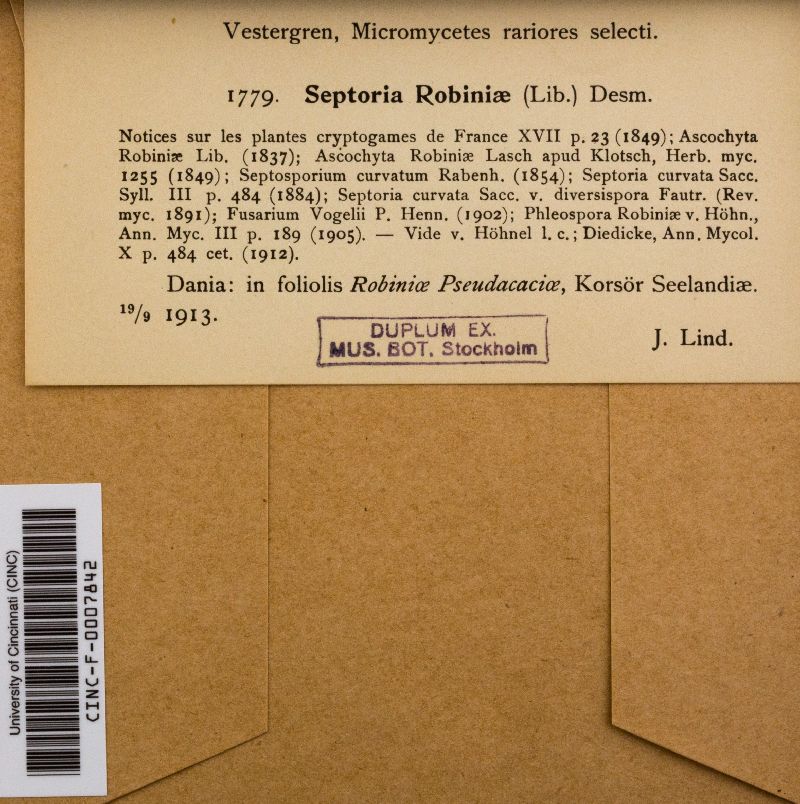 Vestergren, Micromycetes rariores selecti.
1779. Septoria Robiniæ (Lib.) Desm.
Notices sur les plantes cryptogames de France XVII p. 23 (1849); Ascochyta
Robiniæ Lib. (1837); Ascochyta Robiniæ Lasch apud Klotsch, Herb. myc.
1255 (1849); Septosporium curvatum Rabenh. (1854); Septoria curvata Sacc.
Syll. III p. 484 (1884); Septoria curvata Sacc. v. diversispora Fautr. (Rev.
myc. 1891); Fusarium Vogelii P. Henn. (1902); Phleospora Robiniæ v. Höhn.,
Ann. Myc. III p. 189 (1905). — Vide v. Höhnel l. c.; Diedicke, Ann. Mycol.
X p. 484 cet. (1912).
Dania: in foliolis Robiniæ Pseudacaciæ, Korsör Seelandiæ.
19/9 1913.
DUPLUM EX.
MUS. BOT. Stockholm
J. Lind.
University of Cincinnati (CINC)
CINC-F-0007842